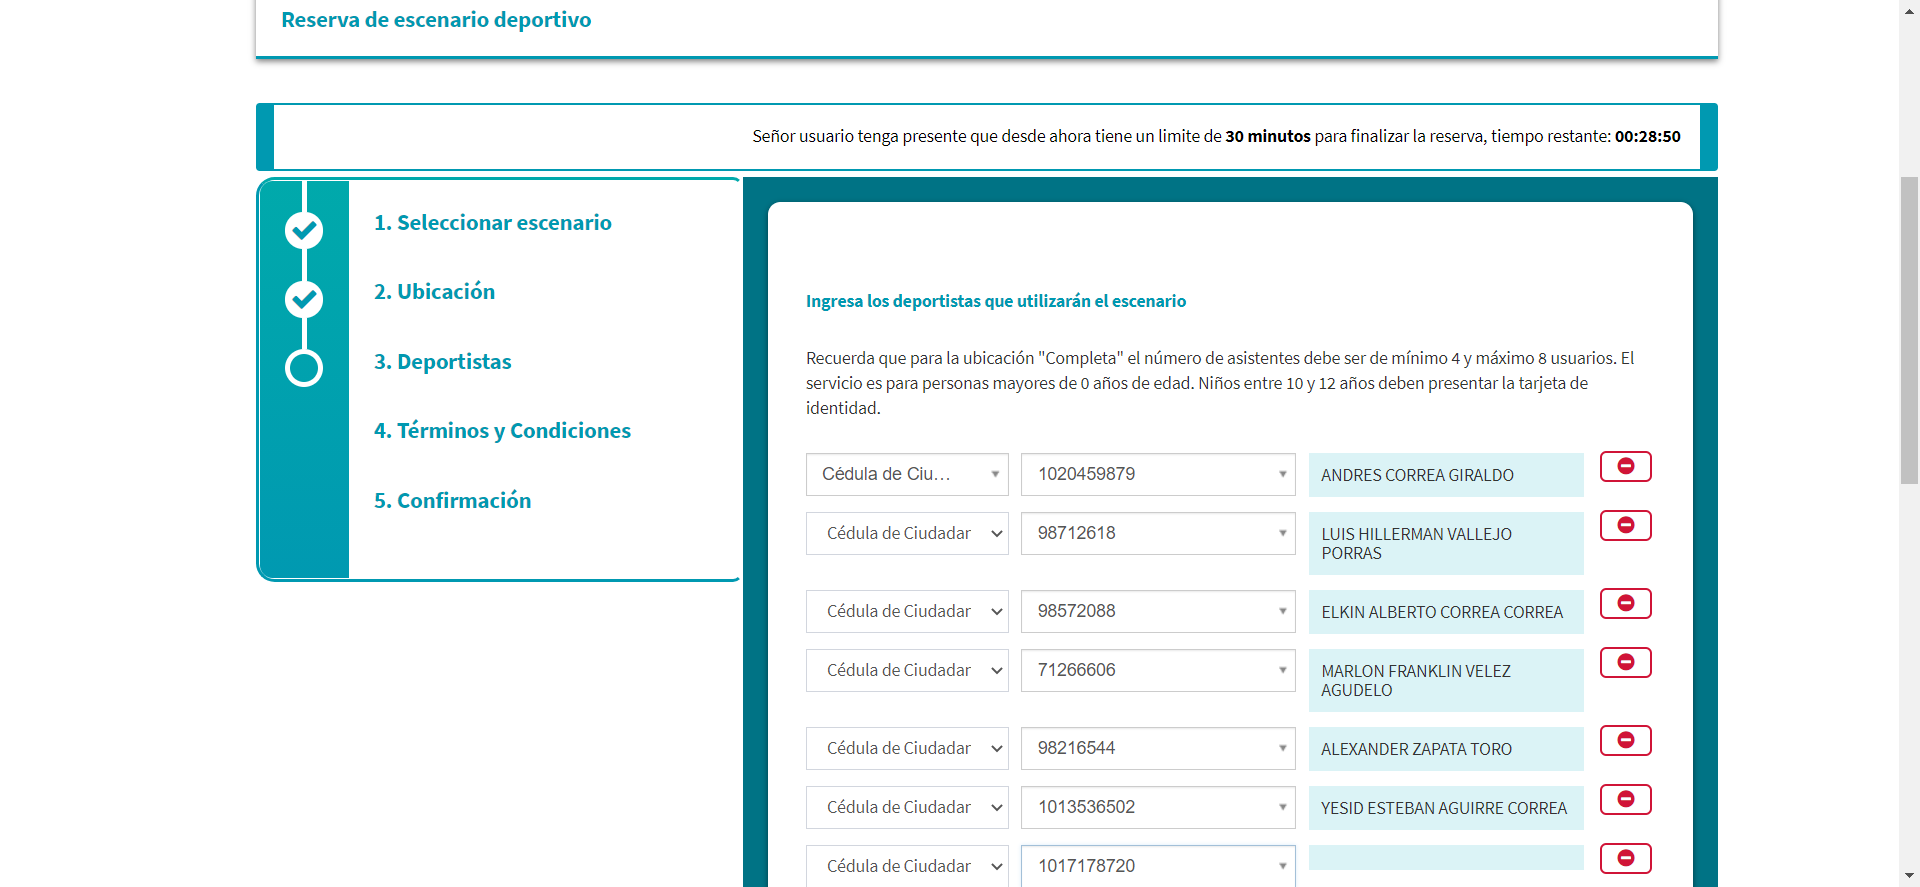 Reserva de escenario deportivo
Señor usuario tenga presente que desde ahora tiene un limite de 30 minutos para finalizar la reserva, tiempo restante: 00:28:50
1. Seleccionar escenario
2. Ubicación
3. Deportistas
4. Términos y Condiciones
5. Confirmación
Ingresa los deportistas que utilizarán el escenario
Recuerda que para la ubicación "Completa" el número de asistentes debe ser de mínimo 4 y máximo 8 usuarios. El
servicio es para personas mayores de 0 años de edad. Niños entre 10 y 12 años deben presentar la tarjeta de
identidad.
Cédula de Ciu... 1020459879 ANDRES CORREA GIRALDO
Cédula de Ciudadar 98712618 LUIS HILLERMAN VALLEJO
PORRAS
Cédula de Ciudadar 98572088 ELKIN ALBERTO CORREA CORREA
Cédula de Ciudadar 71266606 MARLON FRANKLIN VELEZ
AGUDELO
Cédula de Ciudadar 98216544 ALEXANDER ZAPATA TORO
Cédula de Ciudadar 1013536502 YESID ESTEBAN AGUIRRE CORREA
Cédula de Ciudadar 1017178720